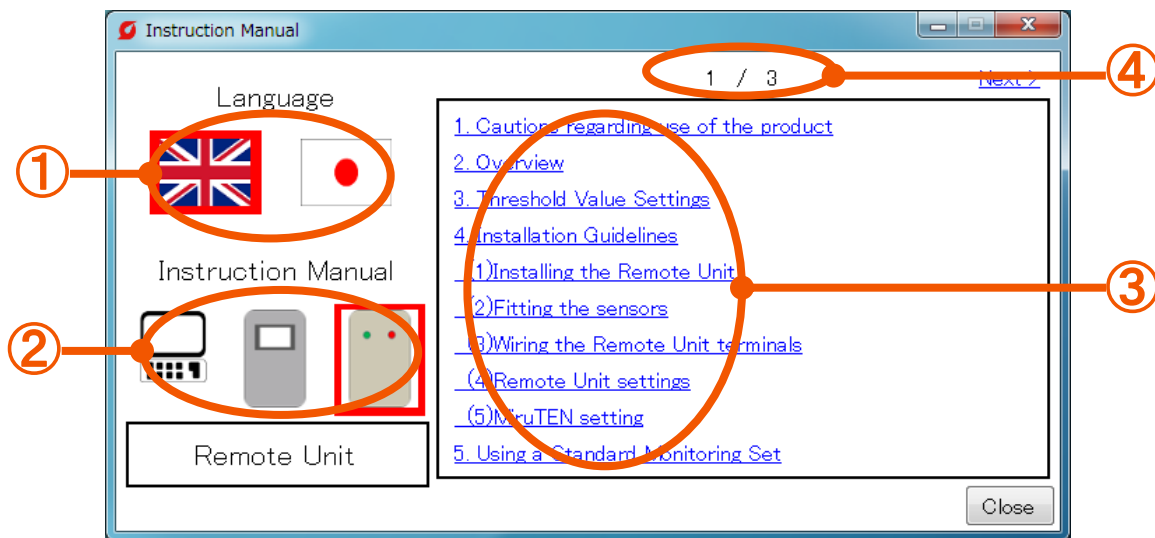 Instruction Manual
1 / 3
Next >
④
Language
①
1. Cautions regarding use of the product
2. Overview
3. Threshold Value Settings
4. Installation Guidelines
(1)Installing the Remote Unit
(2)Fitting the sensors
(3)Wiring the Remote Unit terminals
(4)Remote Unit settings
(5)MiruTEN setting
5. Using a Standard Monitoring Set
③
Instruction Manual
②
Remote Unit
Close